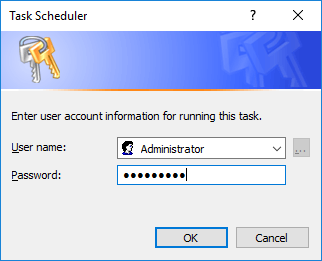 Task Scheduler
Enter user account information for running this task.
User name: Administrator ...
Password: ●●●●●●●●●
OK Cancel